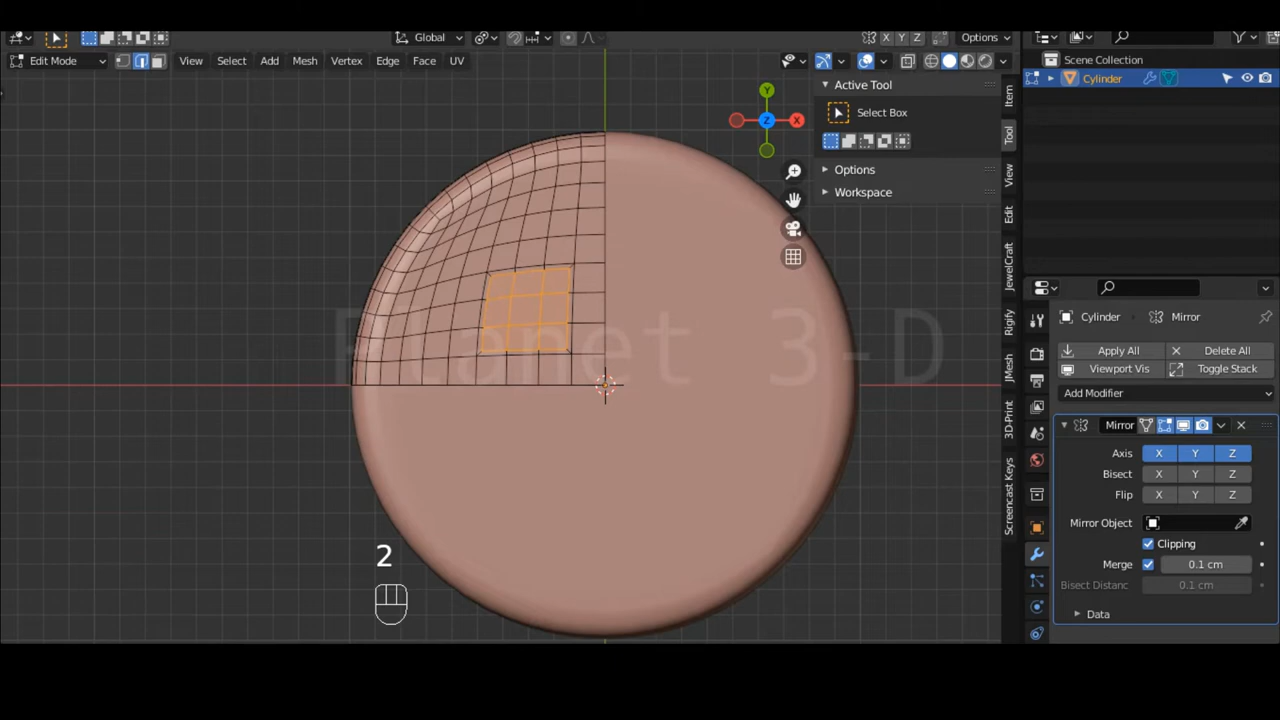 Global
X Y Z
Options
Edit Mode
View Select Add Mesh Vertex Edge Face UV
Scene Collection
Cylinder
Active Tool
Select Box
Options
Workspace
Y
Z
X
Item
Tool
View
Edit
JewelCraft
Rigify
JMesh
3D-Print
Screencast Keys
Planet 3-D
2
Cylinder
Mirror
Apply All
Delete All
Viewport Vis
Toggle Stack
Add Modifier
Mirror
Axis X Y Z
Bisect X Y Z
Flip X Y Z
Mirror Object
Clipping
Merge 0.1 cm
Bisect Distanc 0.1 cm
Data